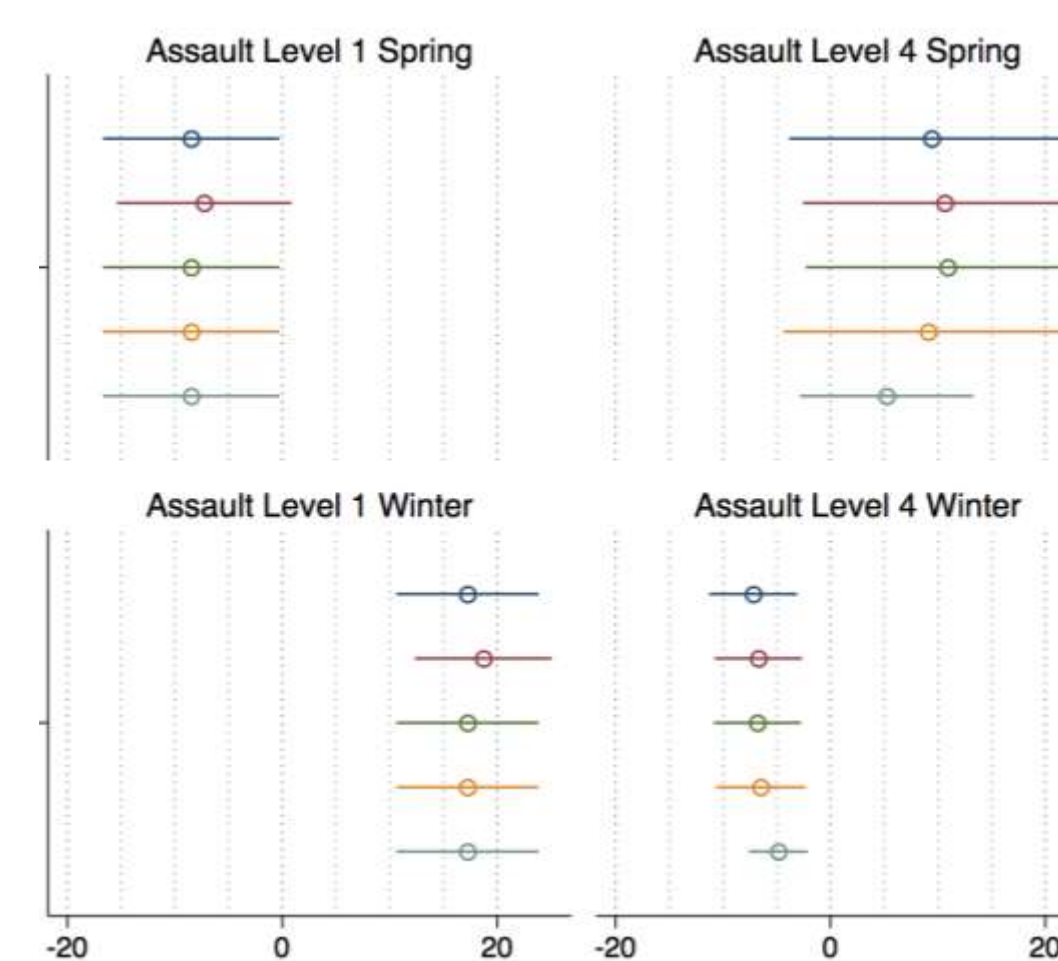 Assault Level 1 Spring
Assault Level 4 Spring
Assault Level 1 Winter
Assault Level 4 Winter
-20 0 20
-20 0 20